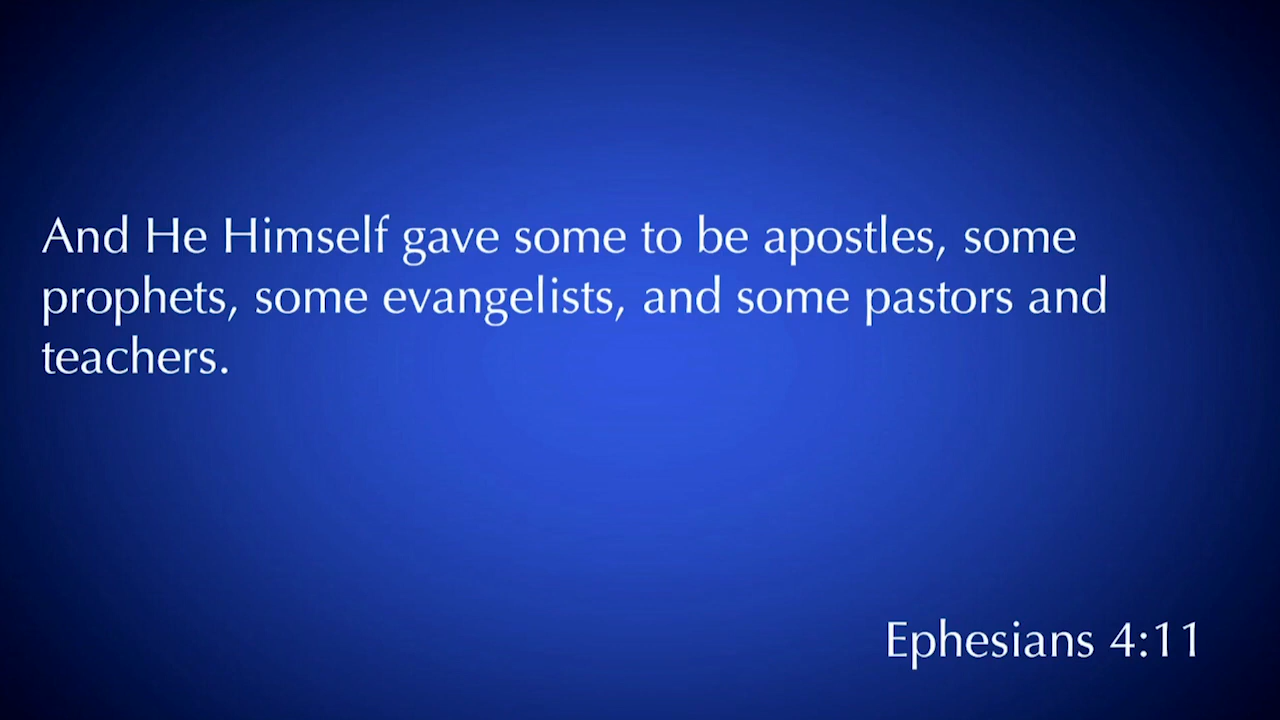 And He Himself gave some to be apostles, some
prophets, some evangelists, and some pastors and
teachers.
Ephesians 4:11